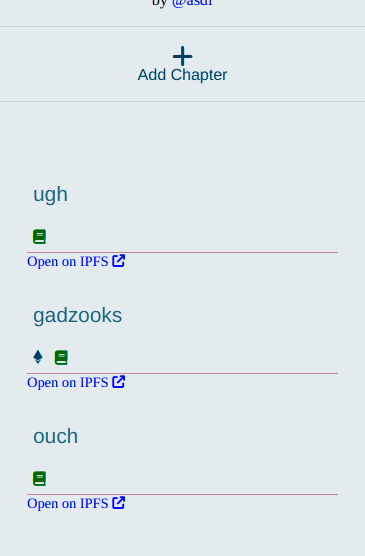 by @asdf
Add Chapter
ugh
Open on IPFS
gadzooks
Open on IPFS
ouch
Open on IPFS